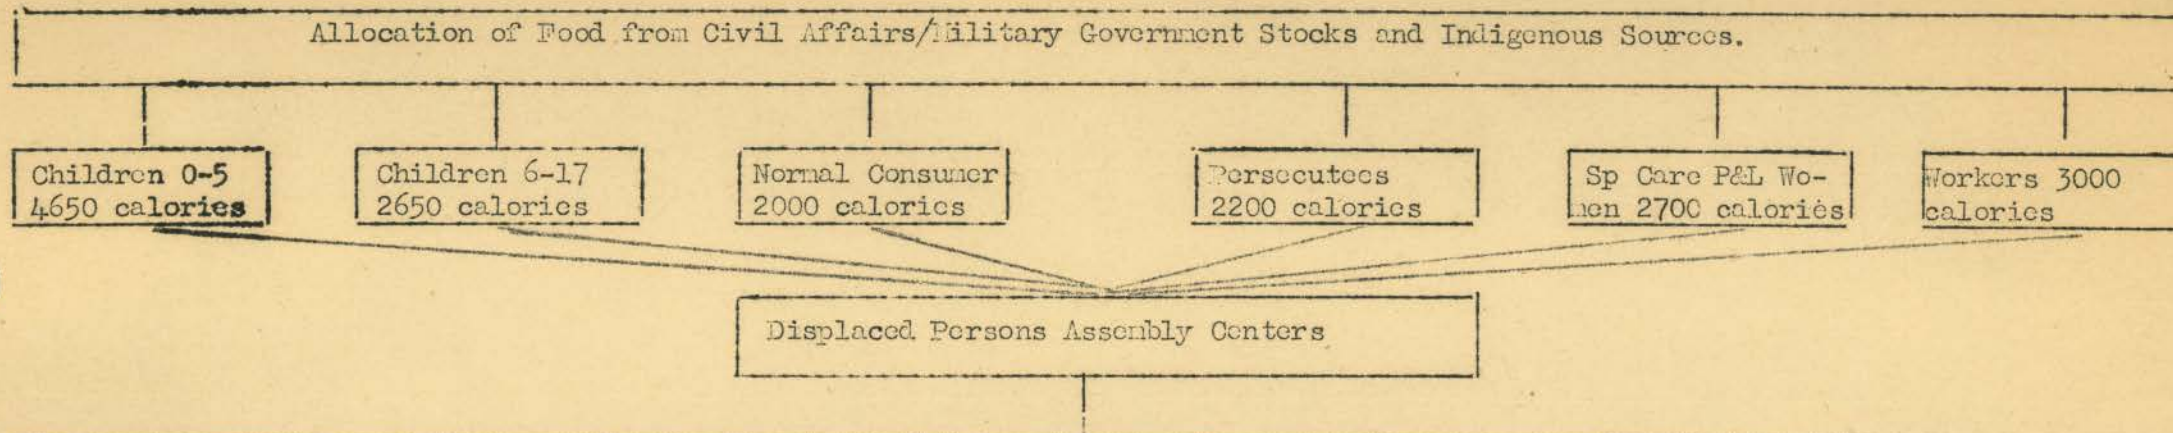 Allocation of Food from Civil Affairs/Military Government Stocks and Indigenous Sources.
Children 0-5
4650 calories
Children 6-17
2650 calories
Normal Consumer
2000 calories
Persecutees
2200 calories
Sp Care P&L Wo-
men 2700 calories
Workers 3000
calories
Displaced Persons Assembly Centers